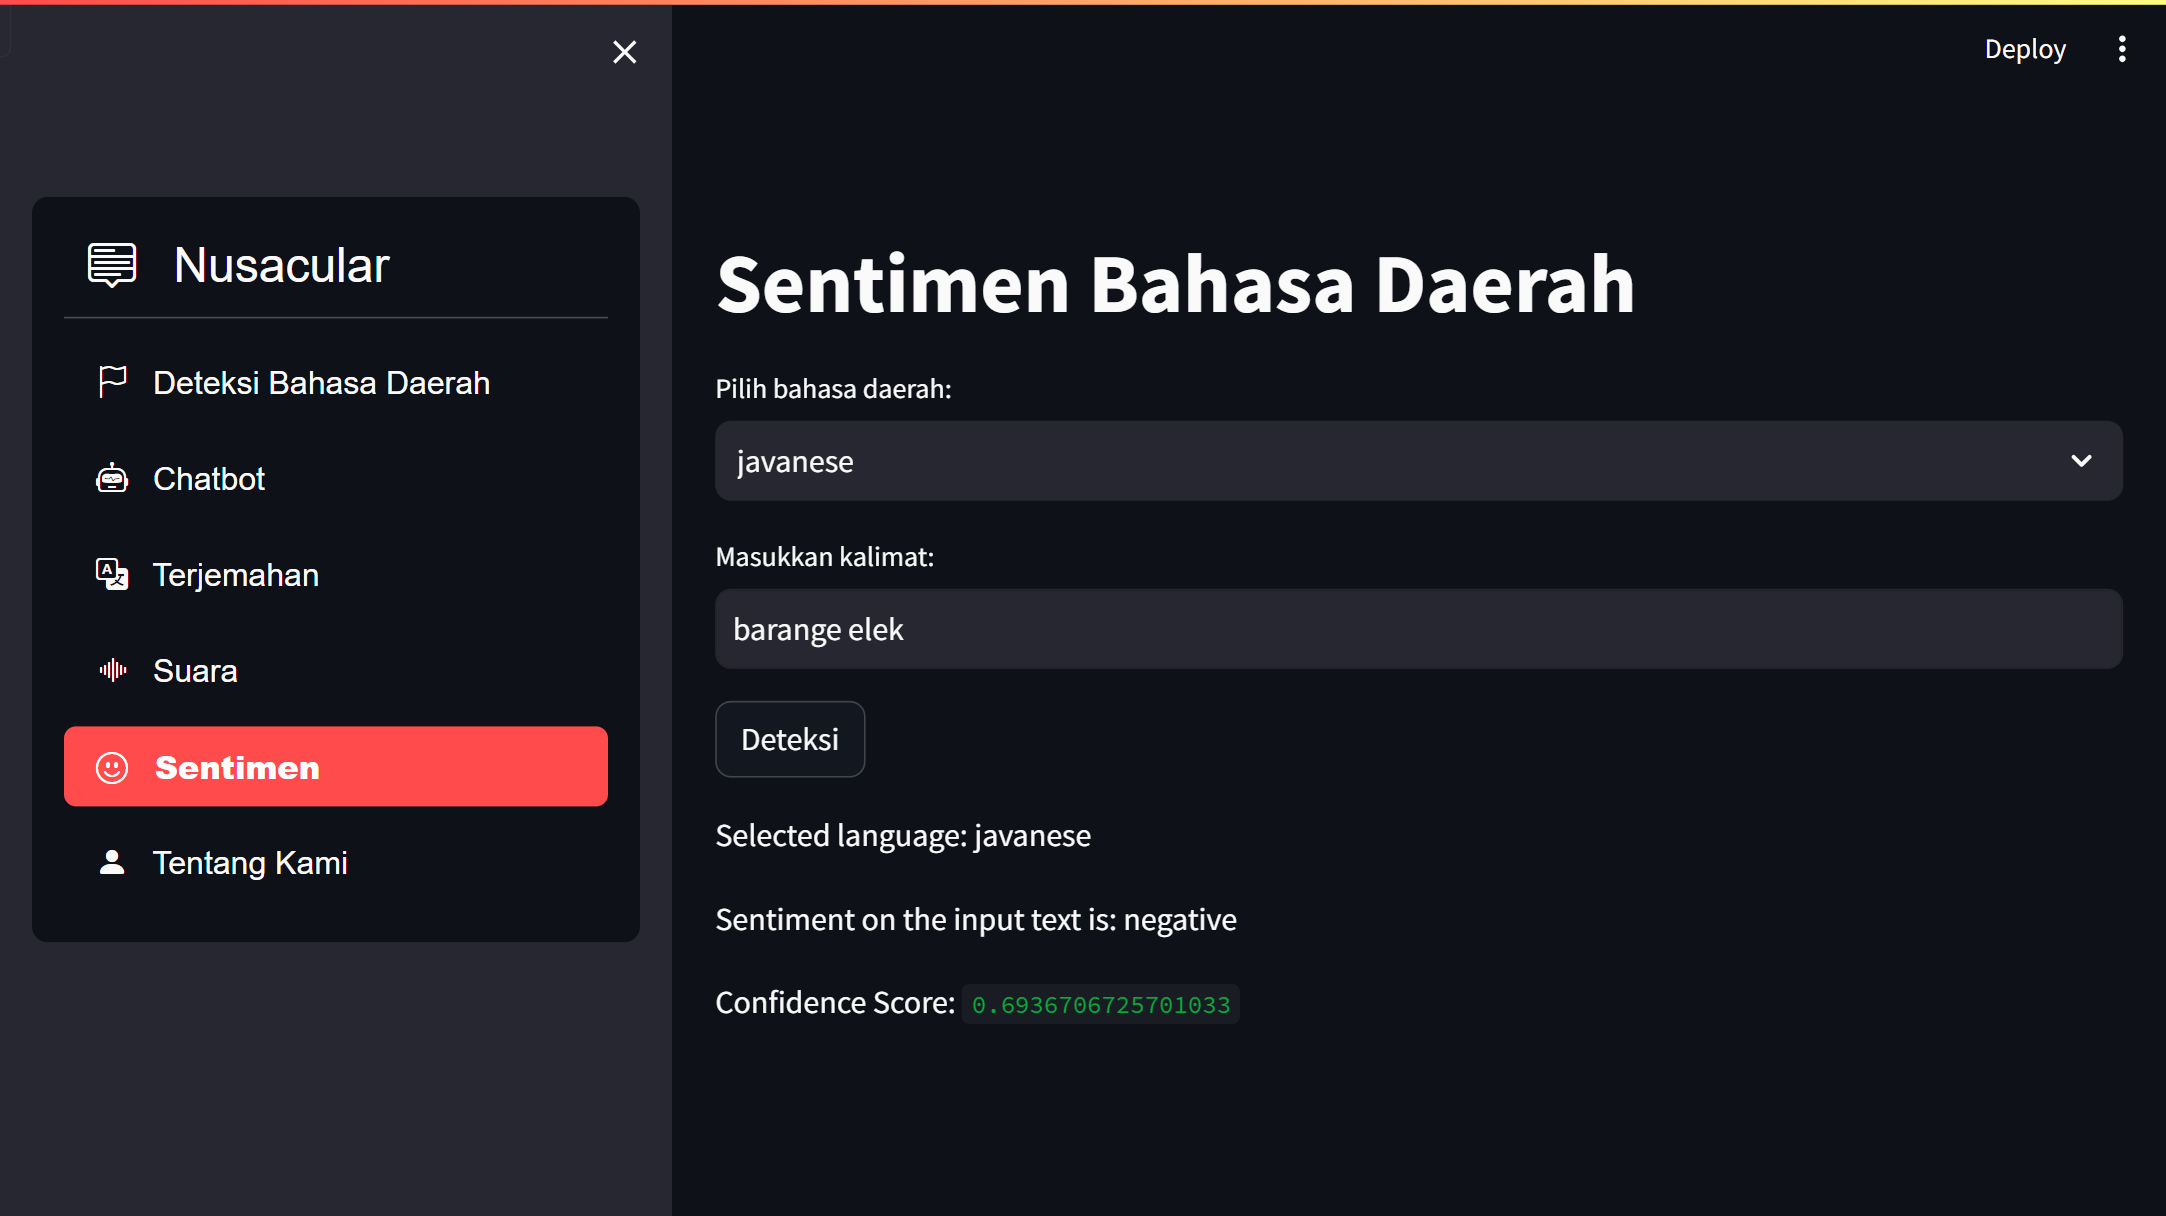 Deploy
Nusacular
Deteksi Bahasa Daerah
Chatbot
Terjemahan
Suara
Sentimen
Tentang Kami
Sentimen Bahasa Daerah
Pilih bahasa daerah:
javanese
Masukkan kalimat:
barange elek
Deteksi
Selected language: javanese
Sentiment on the input text is: negative
Confidence Score: 0.6936706725701033